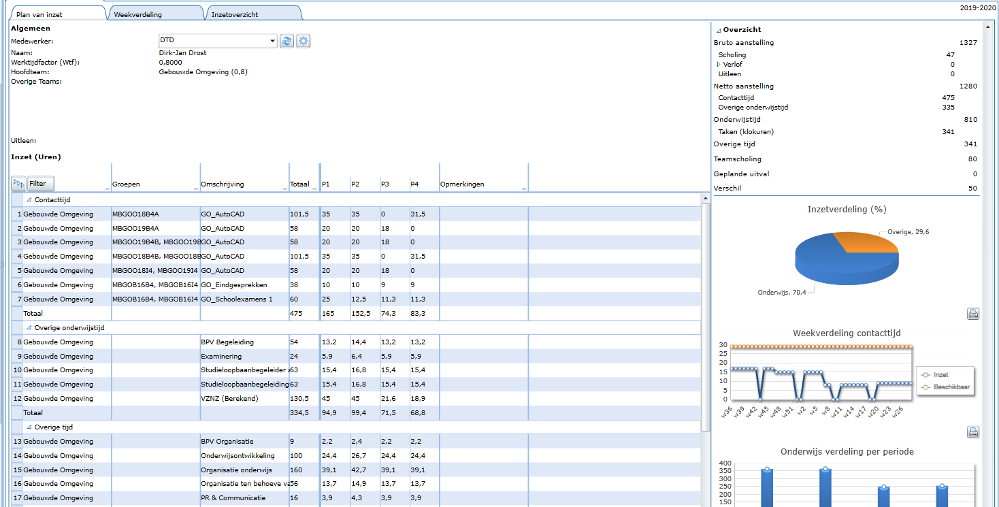 Plan van inzet Weekverdeling Inzetoverzicht 2019-2020
Algemeen
Medewerker: DTD
Naam: Dirk-Jan Drost
Werktijdfactor (Wtf): 0,8000
Hoofdteam: Gebouwde Omgeving (0,8)
Overige Teams:
Uitleen:
Inzet (Uren)
Filter Groepen Omschrijving Totaal P1 P2 P3 P4 Opmerkingen
Contacttijd
1 Gebouwde Omgeving MBGOO18B4A GO_AutoCAD 101,5 35 35 0 31,5
2 Gebouwde Omgeving MBGOO19B4A GO_AutoCAD 58 20 20 18 0
3 Gebouwde Omgeving MBGOO19B4B, MBGOO19B GO_AutoCAD 58 20 20 18 0
4 Gebouwde Omgeving MBGOO18B4B, MBGOO18B GO_AutoCAD 101,5 35 35 0 31,5
5 Gebouwde Omgeving MBGOO18I4, MBGOO19I4 GO_AutoCAD 58 20 20 18 0
6 Gebouwde Omgeving MBGOB16B4, MBGOB16I4 GO_Eindgesprekken 38 10 10 9 9
7 Gebouwde Omgeving MBGOB16B4, MBGOB16I4 GO_Schoolexamens 1 60 25 12,5 11,3 11,3
Totaal 475 165 152,5 74,3 83,3
Overige onderwijstijd
8 Gebouwde Omgeving BPV Begeleiding 54 13,2 14,4 13,2 13,2
9 Gebouwde Omgeving Examinering 24 5,9 6,4 5,9 5,9
10 Gebouwde Omgeving Studieloopbaanbegeleider a 63 15,4 16,8 15,4 15,4
11 Gebouwde Omgeving Studieloopbaanbegeleiding 63 15,4 16,8 15,4 15,4
12 Gebouwde Omgeving VZNZ (Berekend) 130,5 45 45 21,6 18,9
Totaal 334,5 94,9 99,4 71,5 68,8
Overige tijd
13 Gebouwde Omgeving BPV Organisatie 9 2,2 2,4 2,2 2,2
14 Gebouwde Omgeving Onderwijsontwikkeling 100 24,4 26,7 24,4 24,4
15 Gebouwde Omgeving Organisatie onderwijs 160 39,1 42,7 39,1 39,1
16 Gebouwde Omgeving Organisatie ten behoeve va 56 13,7 14,9 13,7 13,7
17 Gebouwde Omgeving PR & Communicatie 16 3,9 4,3 3,9 3,9
Overzicht
Bruto aanstelling 1327
Scholing 47
Verlof 0
Uitleen 0
Netto aanstelling 1280
Contacttijd 475
Overige onderwijstijd 335
Onderwijstijd 810
Taken (klokuren) 341
Overige tijd 341
Teamscholing 80
Geplande uitval 0
Verschil 50
Inzetverdeling (%)
Overige, 29,6
Onderwijs, 70,4
Weekverdeling contacttijd
30
25
20
15
10
5
0
w36 w39 w42 w45 w48 w51 w2 w5 w8 w11 w14 w17 w20 w23 w26
Inzet
Beschikbaar
Onderwijs verdeling per periode
400
350
300
250
200
150